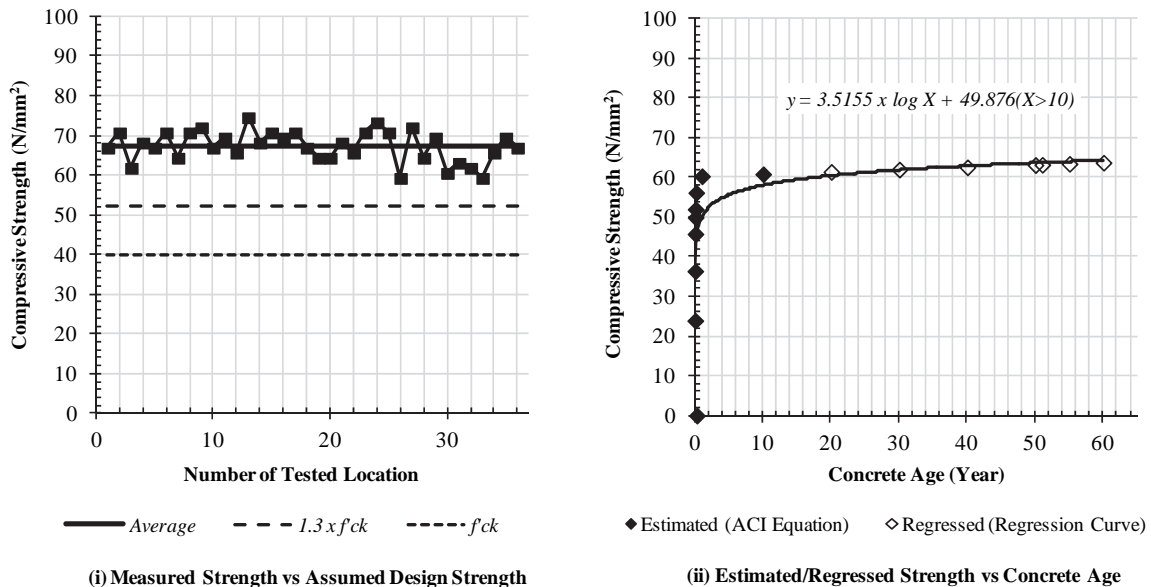 100
90
80
70
60
50
40
30
20
10
0
0 10 20 30
Compressive Strength (N/mm²)
Number of Tested Location
Average 1.3 x f'ck f'ck
(i) Measured Strength vs Assumed Design Strength
100
90
80
70
60
50
40
30
20
10
0
0 10 20 30 40 50 60
Compressive Strength (N/mm²)
y = 3.5155 x log X + 49.876(X>10)
Concrete Age (Year)
Estimated (ACI Equation) Regressed (Regression Curve)
(ii) Estimated/Regressed Strength vs Concrete Age